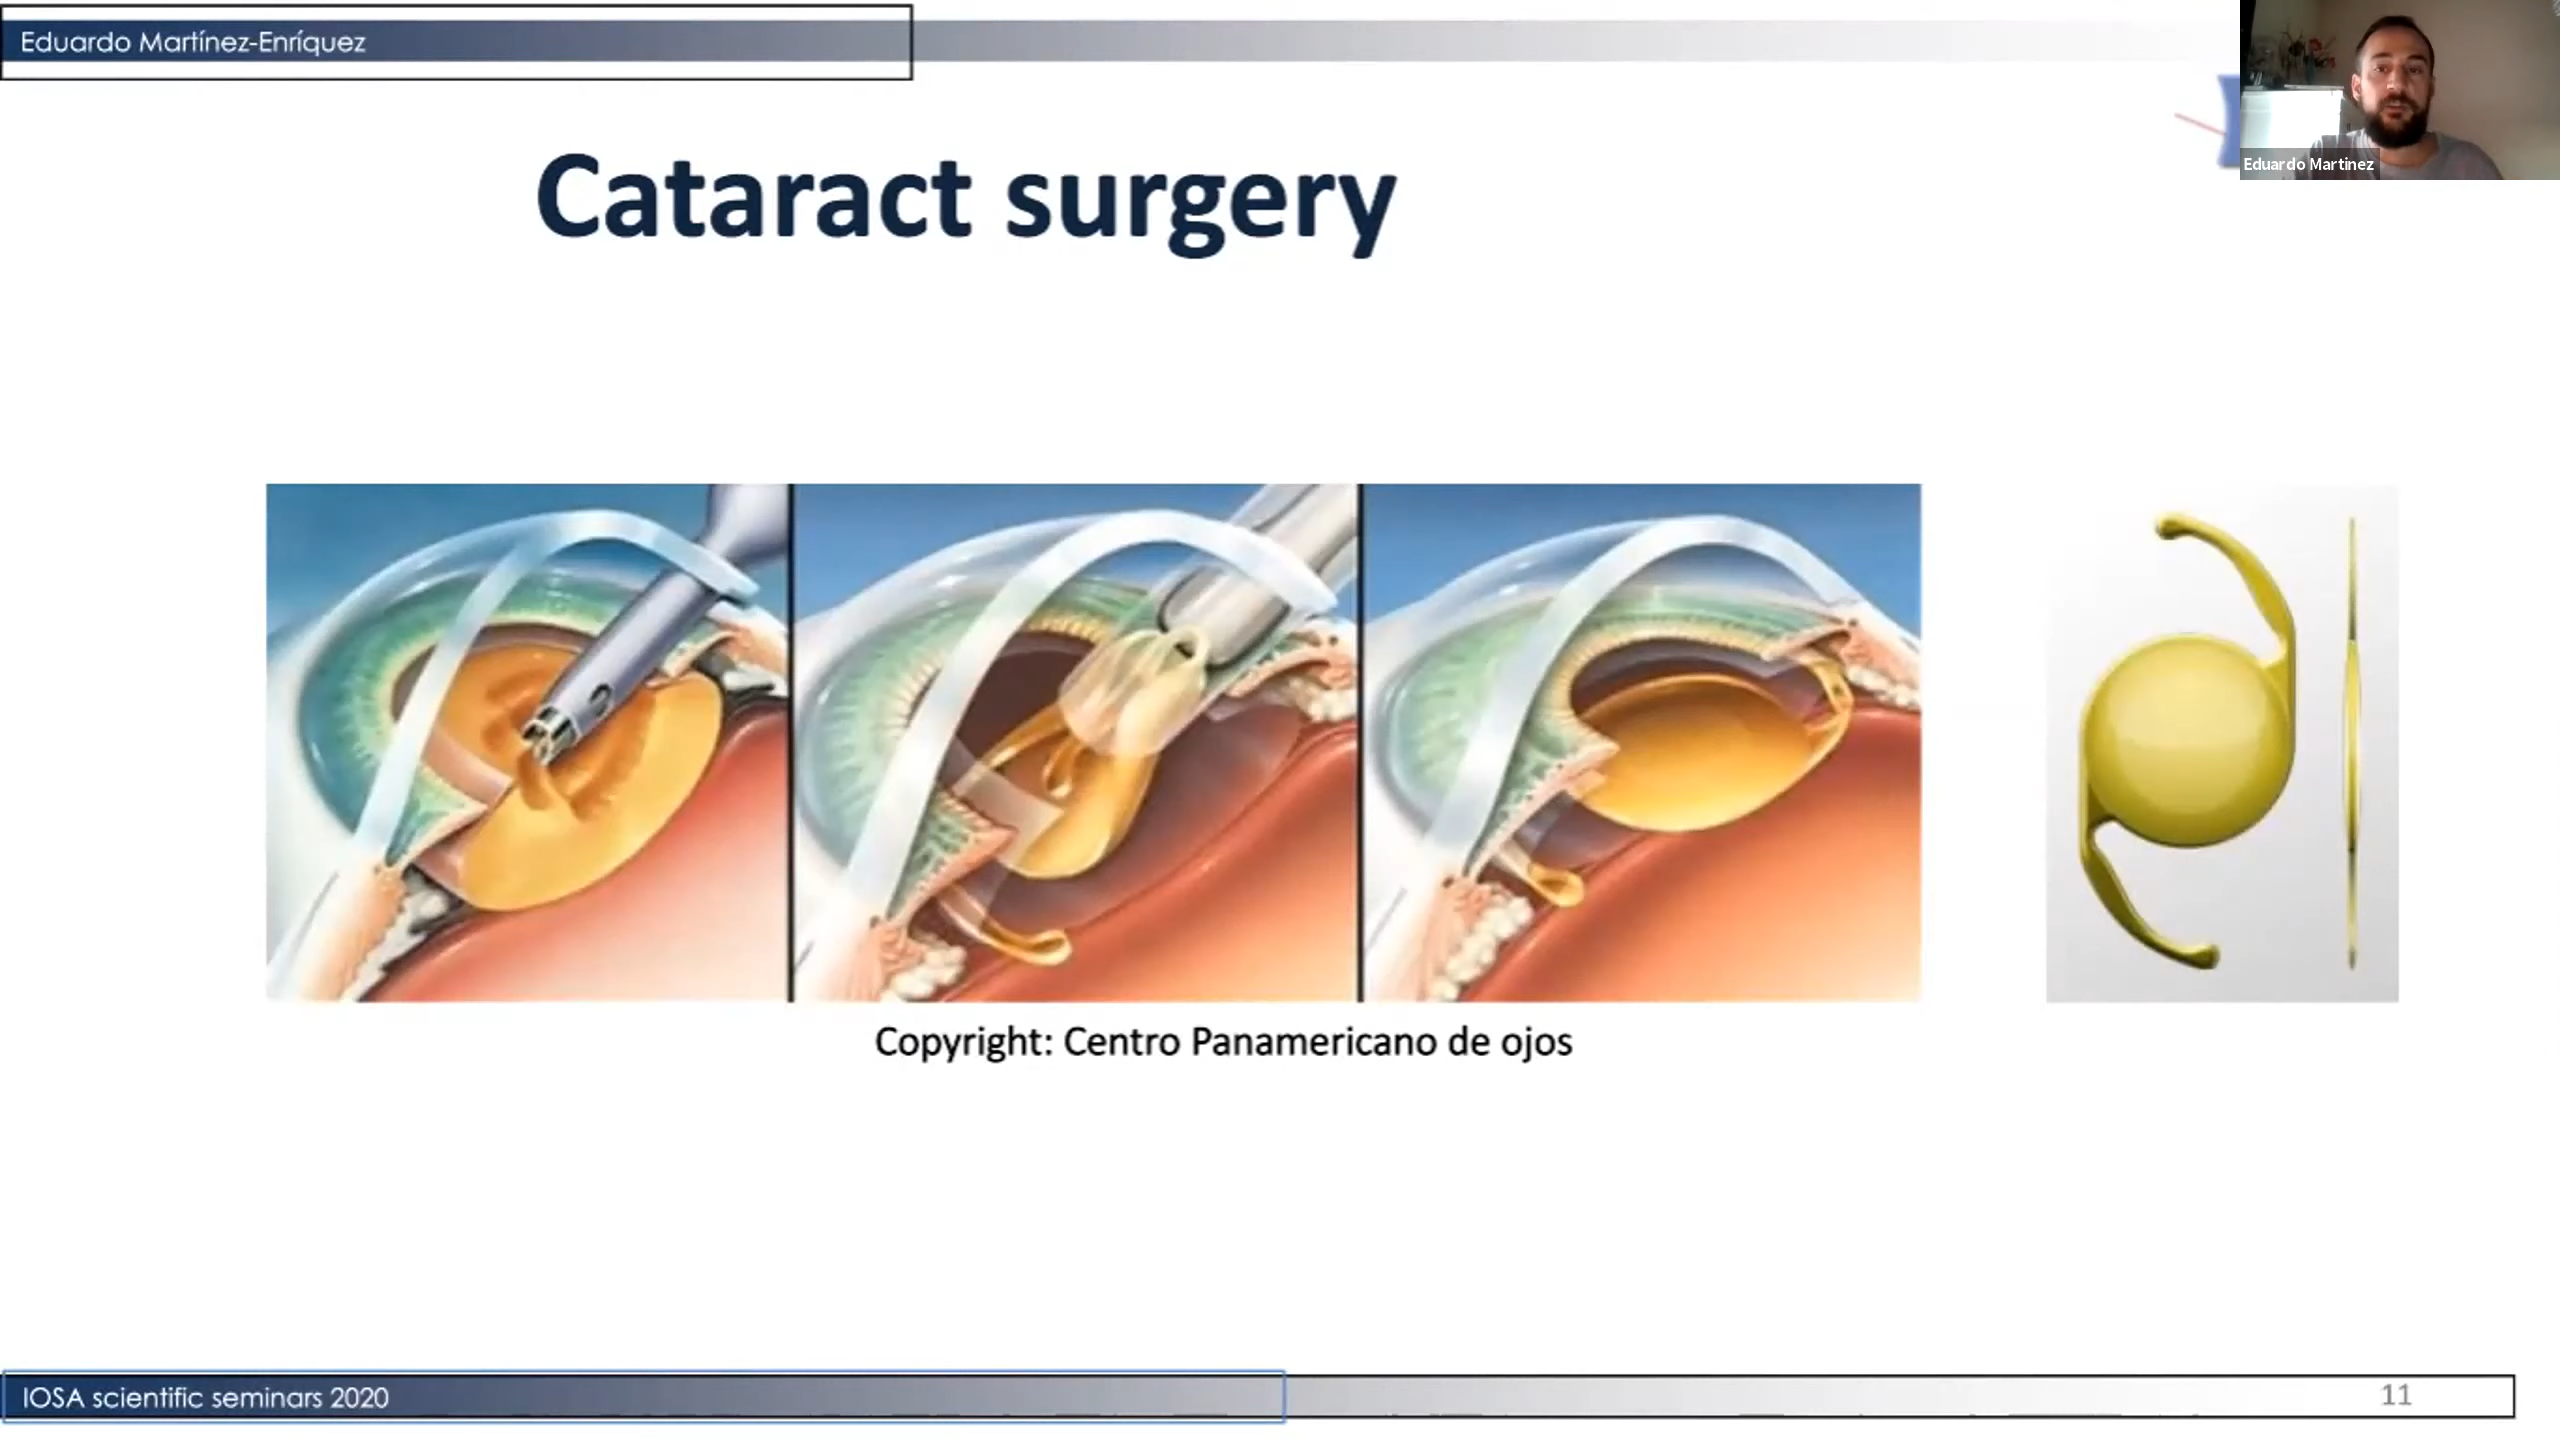 Eduardo Martínez-Enríquez
Eduardo Martinez
Cataract surgery
Copyright: Centro Panamericano de ojos
IOSA scientific seminars 2020
11